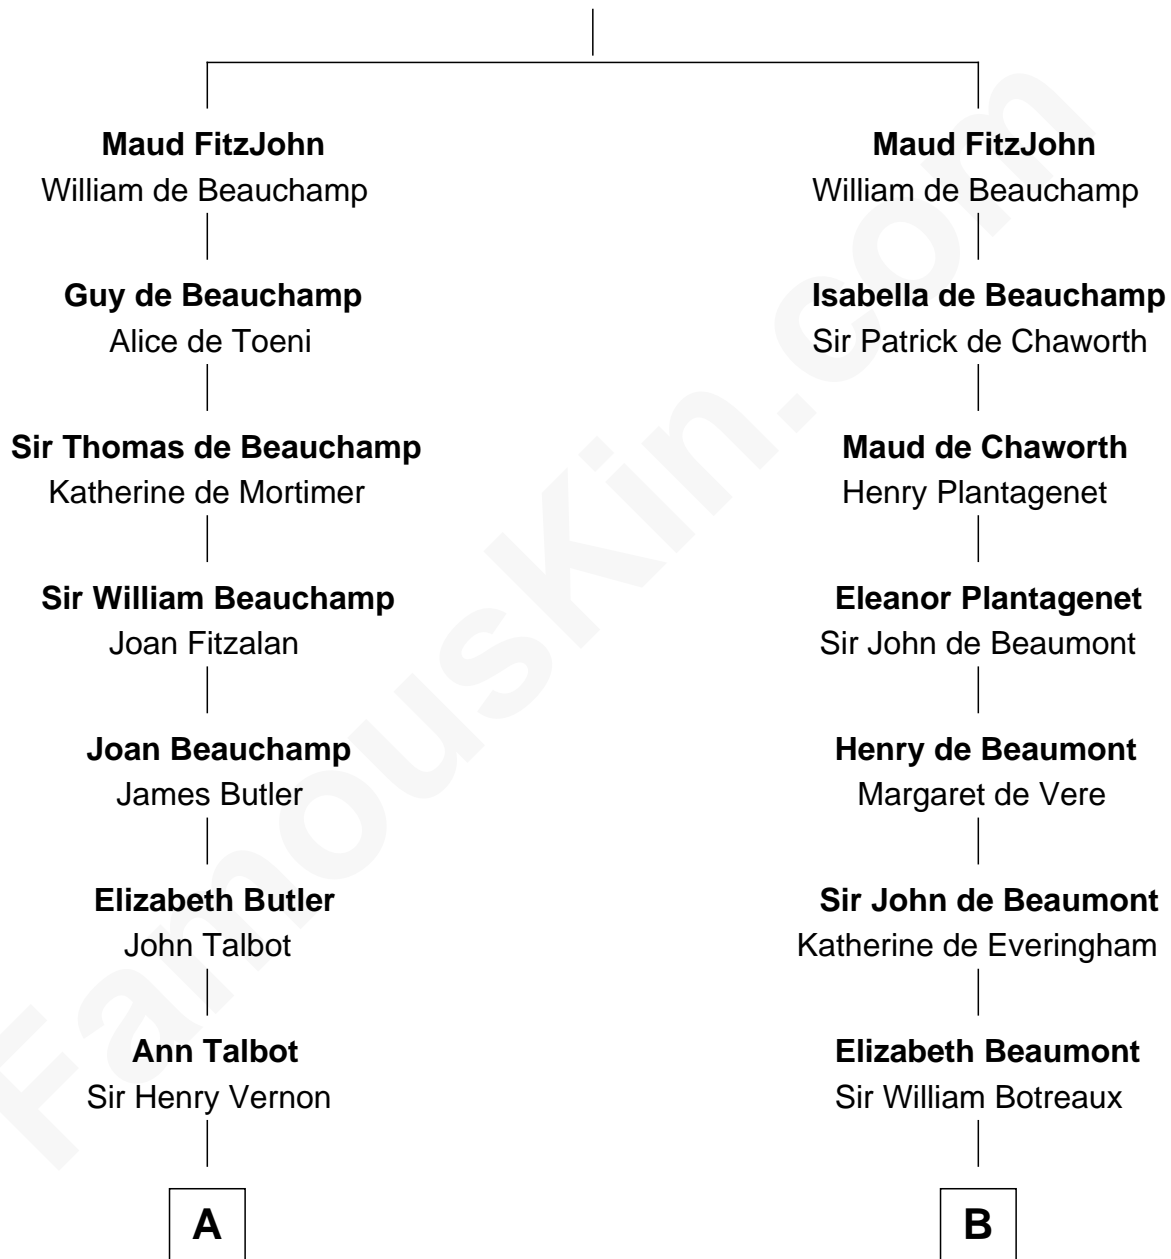 Maud FitzJohn
William de Beauchamp
Guy de Beauchamp
Alice de Toeni
Sir Thomas de Beauchamp
Katherine de Mortimer
Sir William Beauchamp
Joan Fitzalan
Joan Beauchamp
James Butler
Elizabeth Butler
John Talbot
Ann Talbot
Sir Henry Vernon
A
Maud FitzJohn
William de Beauchamp
Isabella de Beauchamp
Sir Patrick de Chaworth
Maud de Chaworth
Henry Plantagenet
Eleanor Plantagenet
Sir John de Beaumont
Henry de Beaumont
Margaret de Vere
Sir John de Beaumont
Katherine de Everingham
Elizabeth Beaumont
Sir William Botreaux
B
FamousKin.com